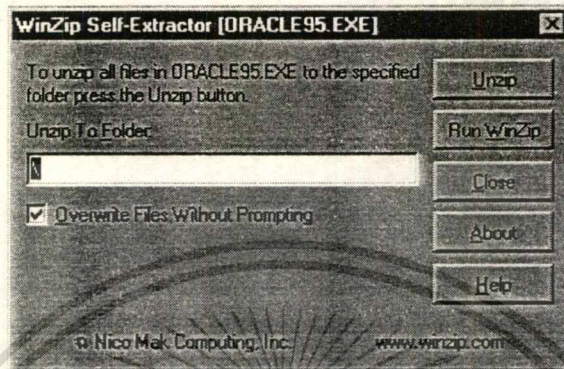 WinZip Self-Extractor [ORACLE95.EXE]
To unzip all files in ORACLE95.EXE to the specified
folder press the Unzip button.
Unzip To Folder
\
Overwrite Files Without Prompting
Unzip
Run WinZip
Close
About
Help
© Nico Mak Computing, Inc.
www.winzip.com